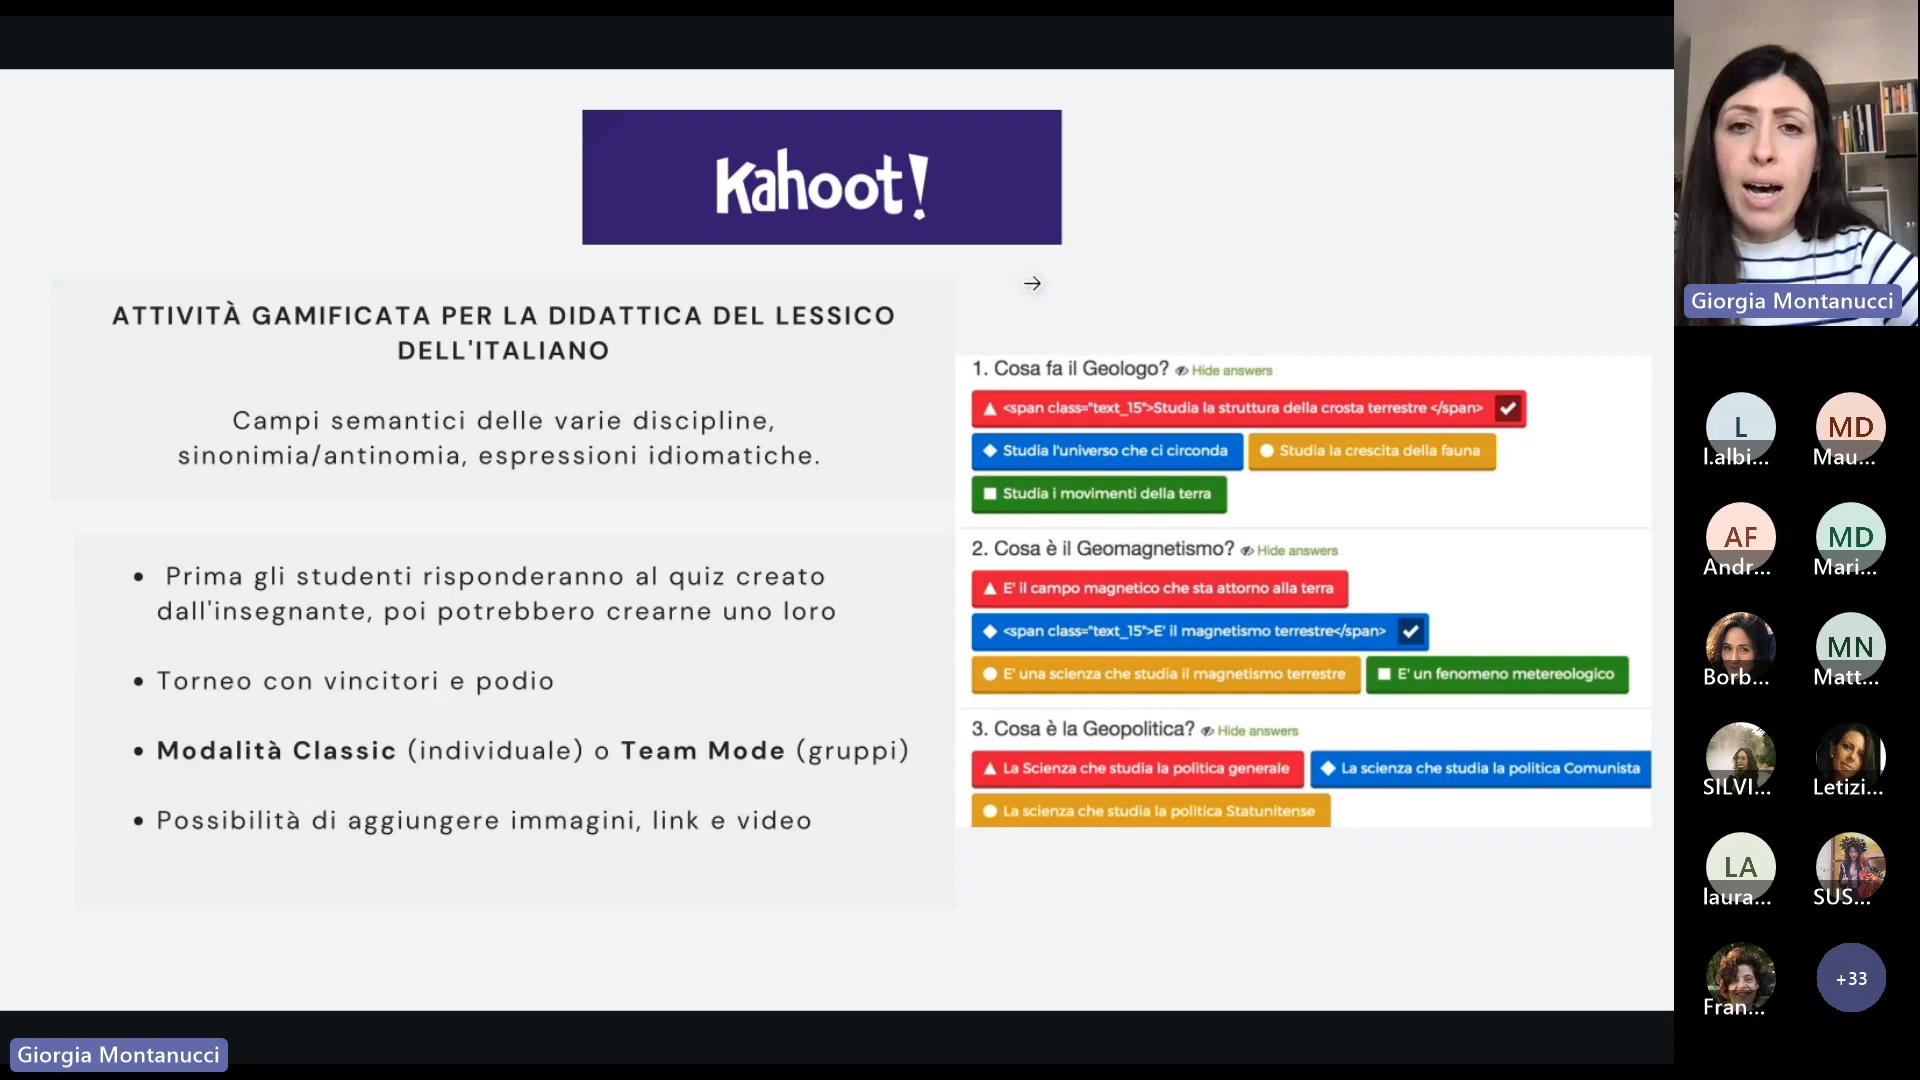 Kahoot!
ATTIVITÀ GAMIFICATA PER LA DIDATTICA DEL LESSICO
DELL'ITALIANO
Campi semantici delle varie discipline,
sinonimia/antinomia, espressioni idiomatiche.
• Prima gli studenti risponderanno al quiz creato
dall'insegnante, poi potrebbero crearne uno loro
• Torneo con vincitori e podio
• Modalità Classic (individuale) o Team Mode (gruppi)
• Possibilità di aggiungere immagini, link e video
1. Cosa fa il Geologo? Hide answers
<span class="text_15">Studia la struttura della crosta terrestre </span>
Studia l'universo che ci circonda
Studia la crescita della fauna
Studia i movimenti della terra
2. Cosa è il Geomagnetismo? Hide answers
E' il campo magnetico che sta attorno alla terra
<span class="text_15">E' il magnetismo terrestre</span>
E' una scienza che studia il magnetismo terrestre
E' un fenomeno metereologico
3. Cosa è la Geopolitica? Hide answers
La Scienza che studia la politica generale
La scienza che studia la politica Comunista
La scienza che studia la politica Statunitense
Giorgia Montanucci
L
l.albi...
MD
Mau...
AF
Andr...
MD
Mari...
Borb...
MN
Matt...
SILVI...
Letizi...
LA
laura...
SUS...
Fran...
+33
Giorgia Montanucci